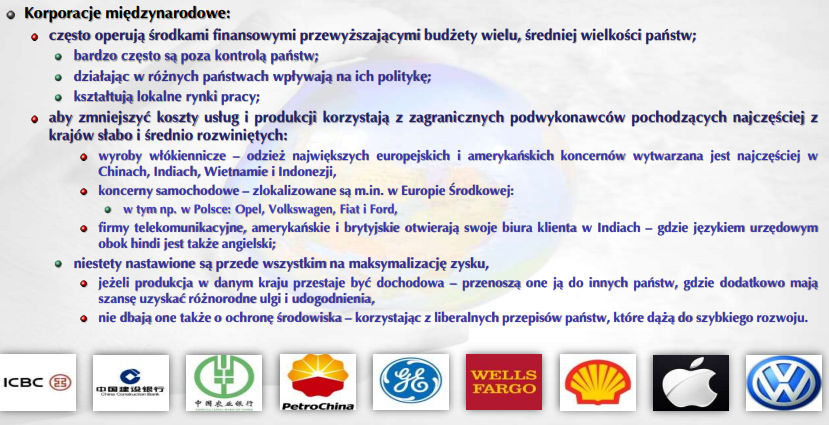 Korporacje międzynarodowe:
często operują środkami finansowymi przewyższającymi budżety wielu, średniej wielkości państw;
bardzo często są poza kontrolą państw;
działając w różnych państwach wpływają na ich politykę;
kształtują lokalne rynki pracy;
aby zmniejszyć koszty usług i produkcji korzystają z zagranicznych podwykonawców pochodzących najczęściej z
krajów słabo i średnio rozwiniętych:
wyroby włókiennicze – odzież największych europejskich i amerykańskich koncernów wytwarzana jest najczęściej w
Chinach, Indiach, Wietnamie i Indonezji,
koncerny samochodowe – zlokalizowane są m.in. w Europie Środkowej:
w tym np. w Polsce: Opel, Volkswagen, Fiat i Ford,
firmy telekomunikacyjne, amerykańskie i brytyjskie otwierają swoje biura klienta w Indiach – gdzie językiem urzędowym
obok hindi jest także angielski;
niestety nastawione są przede wszystkim na maksymalizację zysku,
jeżeli produkcja w danym kraju przestaje być dochodowa – przenoszą one ją do innych państw, gdzie dodatkowo mają
szansę uzyskać różnorodne ulgi i udogodnienia,
nie dbają one także o ochronę środowiska – korzystając z liberalnych przepisów państw, które dążą do szybkiego rozwoju.
ICBC
中国建设银行
China Construction Bank
中国农业银行
PetroChina
GE
WELLS
FARGO
VW